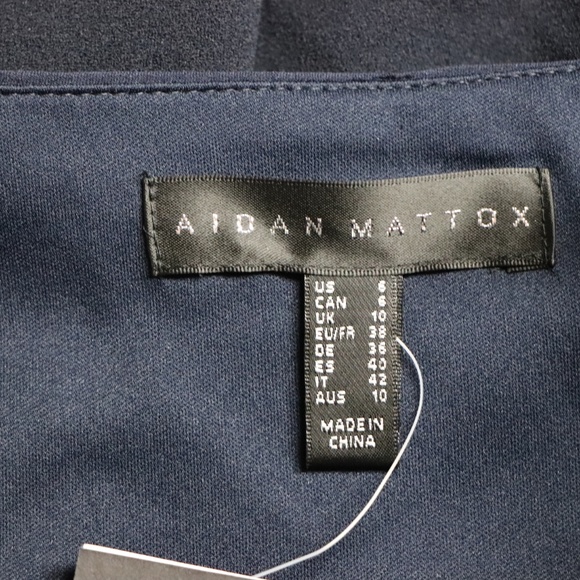 AIDAN MATTOX
US 6
CAN 6
UK 10
EU/FR 38
DE 36
ES 40
IT 42
AUS 10
MADE IN
CHINA